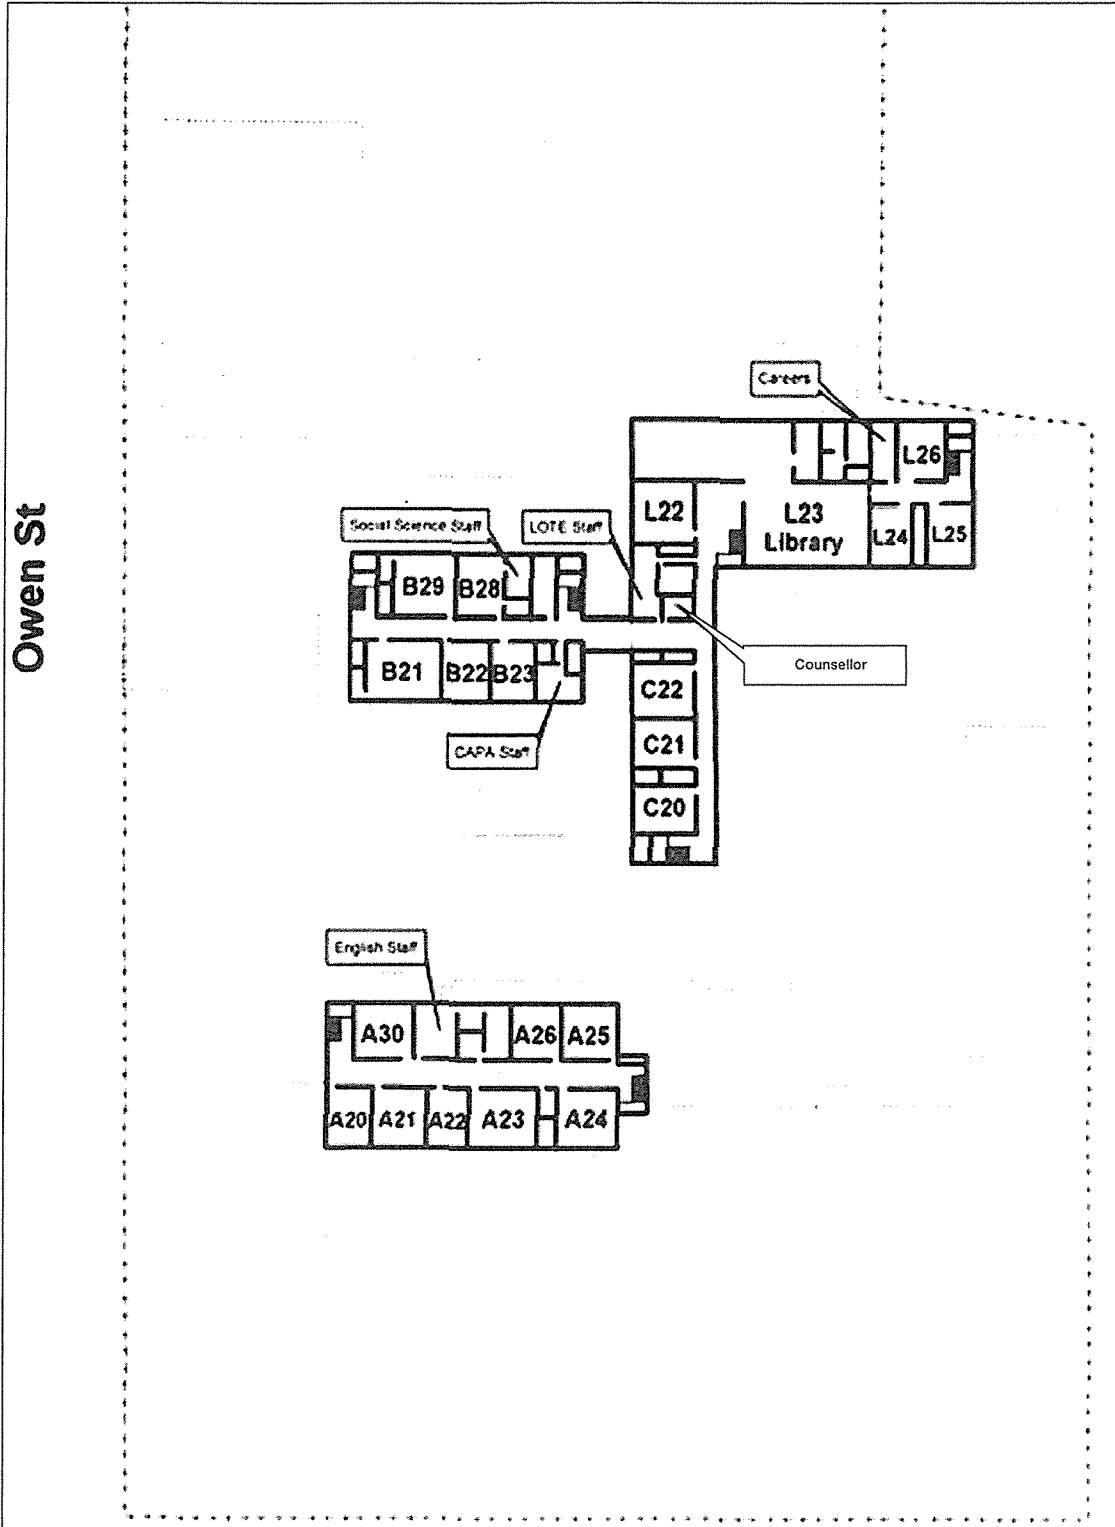 Owen St
Careers
L26
L22
L23
Library
L24
L25
Social Science Staff
LOTE Staff
B29
B28
Counsellor
B21
B22
B23
C22
CAPA Staff
C21
C20
English Staff
A30
A26
A25
A20
A21
A22
A23
A24